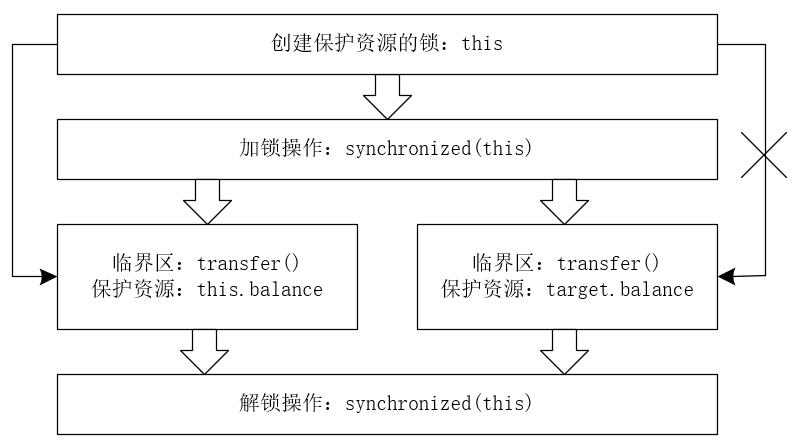 创建保护资源的锁：this
加锁操作：synchronized(this)
临界区：transfer()
保护资源：this.balance
临界区：transfer()
保护资源：target.balance
解锁操作：synchronized(this)